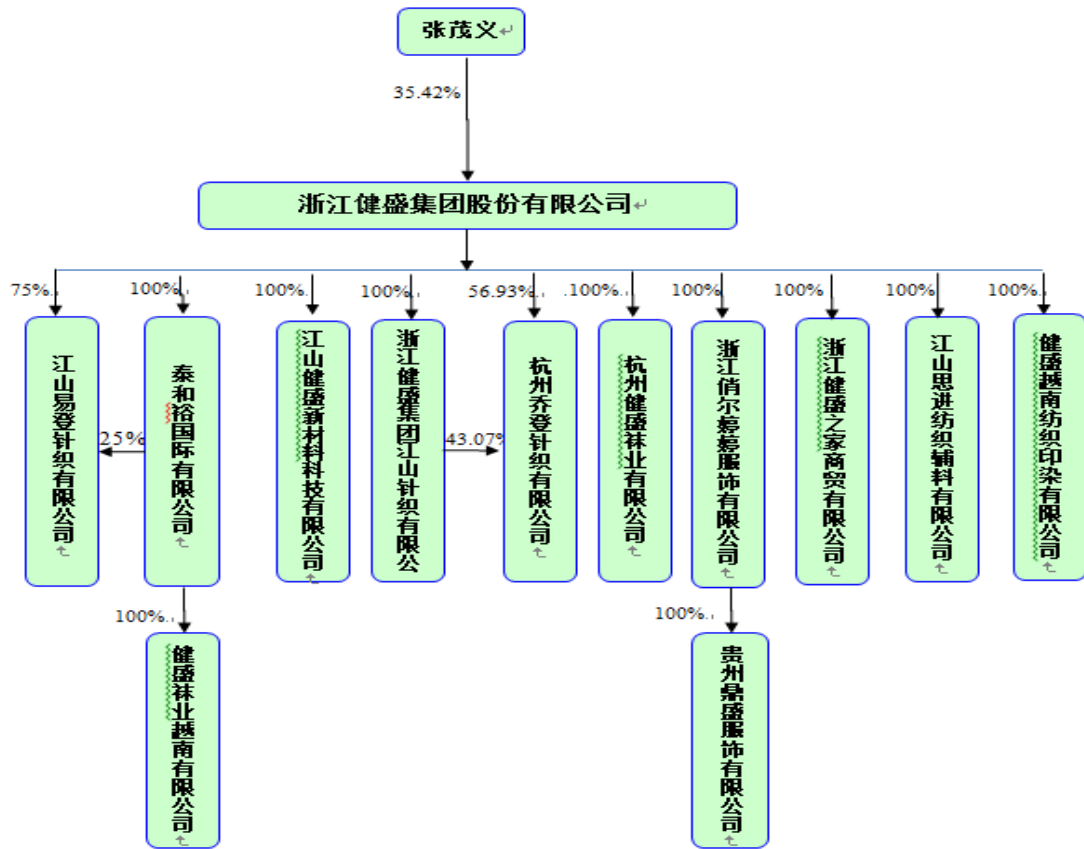 张茂义
35.42%
浙江健盛集团股份有限公司
75%
100%
100%
100%
56.93%
100%
100%
100%
100%
100%
江山易登针织有限公司
泰和裕国际有限公司
江山健盛新材料科技有限公司
浙江健盛集团江山针织有限公
杭州乔登针织有限公司
杭州健盛袜业有限公司
浙江俏尔婷婷服饰有限公司
浙江健盛之家商贸有限公司
江山思进纺织辅料有限公司
健盛越南纺织印染有限公司
25%
43.07%
100%
100%
健盛袜业越南有限公司
贵州鼎盛服饰有限公司